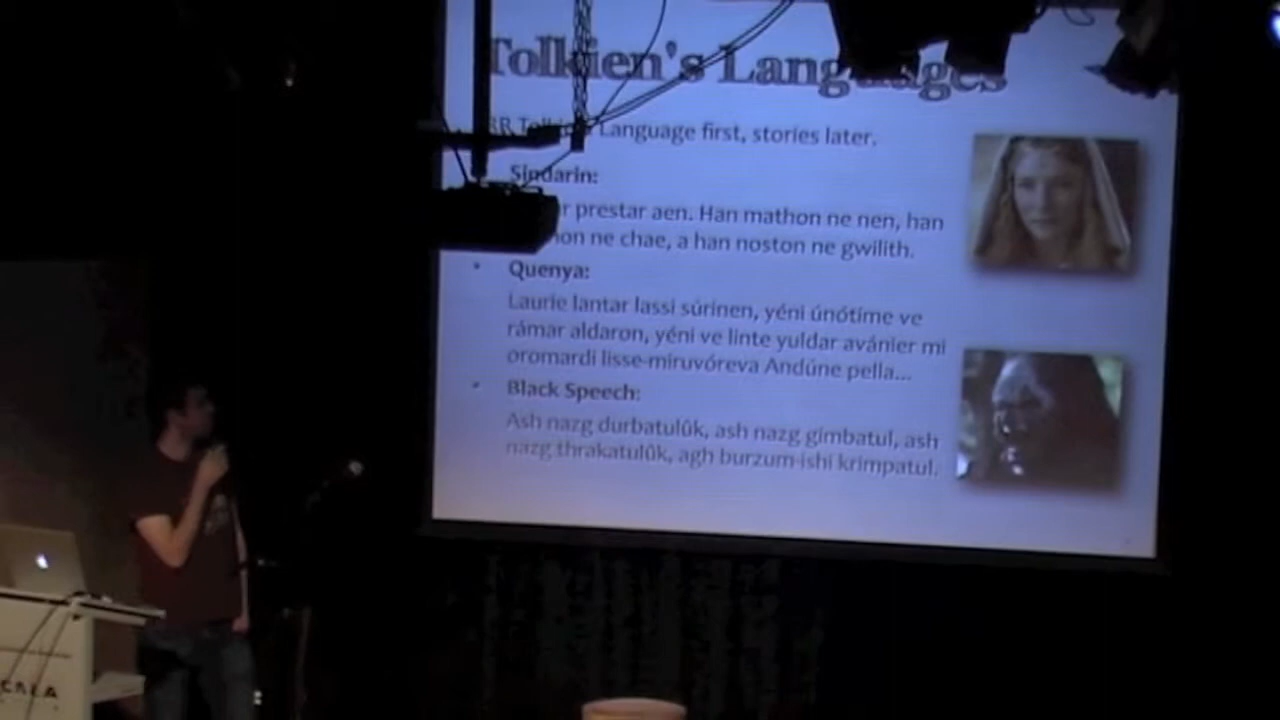 Tolkien's Languages
Language first, stories later.
Sindarin:
prestar aen. Han mathon ne nen, han
ne chae, a han noston ne gwilith.
• Quenya:
Laurie lantar lassi súrinen, yéni únótime ve
rámar aldaron, yéni ve linte yuldar avánier mi
oromardi lisse-miruvóreva Andúne pella...
• Black Speech:
Ash nazg durbatulûk, ash nazg gimbatul, ash
nazg thrakatulûk, agh burzum-ishi krimpatul.